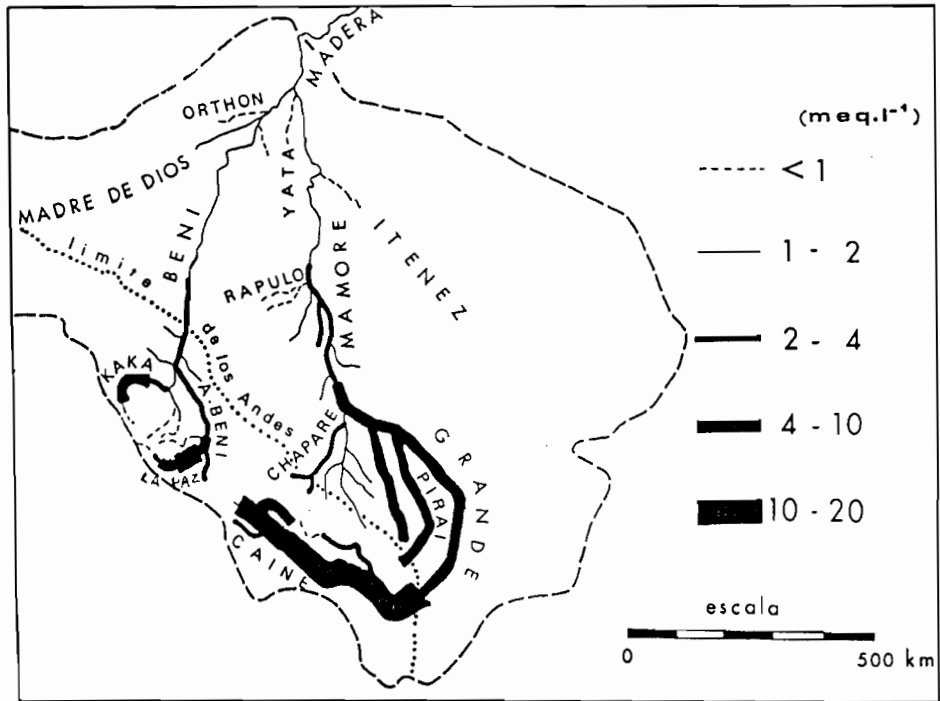 MADERA
ORTHON
MADRE DE DIOS
BENI
YATA
ITENEZ
MAMORE
RAPULO
limite de los Andes
KAKA
A.BENI
LA PAZ
CHAPARE
GRANDE
PIRAI
CAINE
(meq.l⁻¹)
< 1
1 - 2
2 - 4
4 - 10
10 - 20
escala
0 500 km